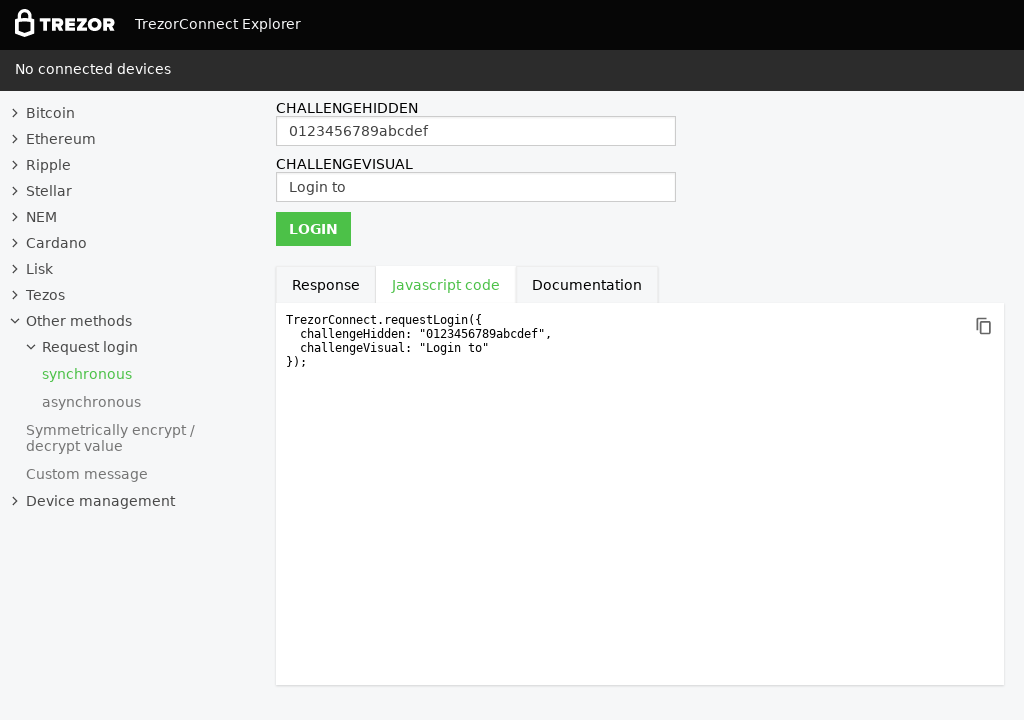 TREZOR TrezorConnect Explorer
No connected devices
Bitcoin
Ethereum
Ripple
Stellar
NEM
Cardano
Lisk
Tezos
Other methods
Request login
synchronous
asynchronous
Symmetrically encrypt /
decrypt value
Custom message
Device management
CHALLENGEHIDDEN
0123456789abcdef
CHALLENGEVISUAL
Login to
LOGIN
Response Javascript code Documentation
TrezorConnect.requestLogin({
  challengeHidden: "0123456789abcdef",
  challengeVisual: "Login to"
});